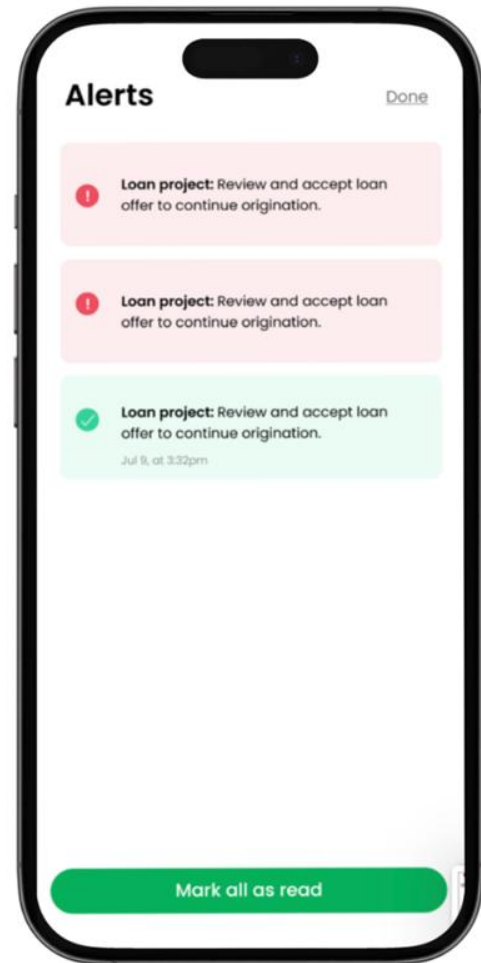 Alerts
Done
Loan project: Review and accept loan
offer to continue origination.
Loan project: Review and accept loan
offer to continue origination.
Loan project: Review and accept loan
offer to continue origination.
Jul 9, at 3:32pm
Mark all as read